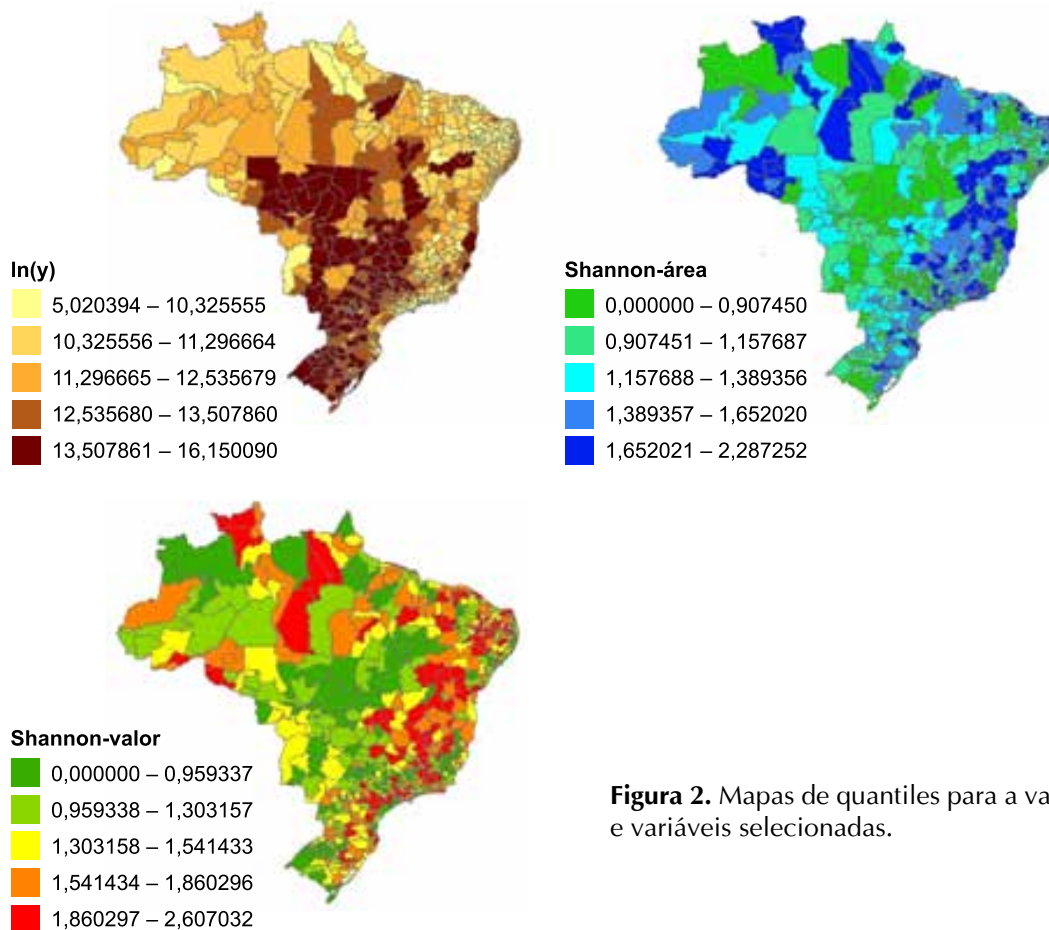 ln(y)
5,020394 – 10,325555
10,325556 – 11,296664
11,296665 – 12,535679
12,535680 – 13,507860
13,507861 – 16,150090
Shannon-área
0,000000 – 0,907450
0,907451 – 1,157687
1,157688 – 1,389356
1,389357 – 1,652020
1,652021 – 2,287252
Shannon-valor
0,000000 – 0,959337
0,959338 – 1,303157
1,303158 – 1,541433
1,541434 – 1,860296
1,860297 – 2,607032
Figura 2. Mapas de quantiles para a va
e variáveis selecionadas.